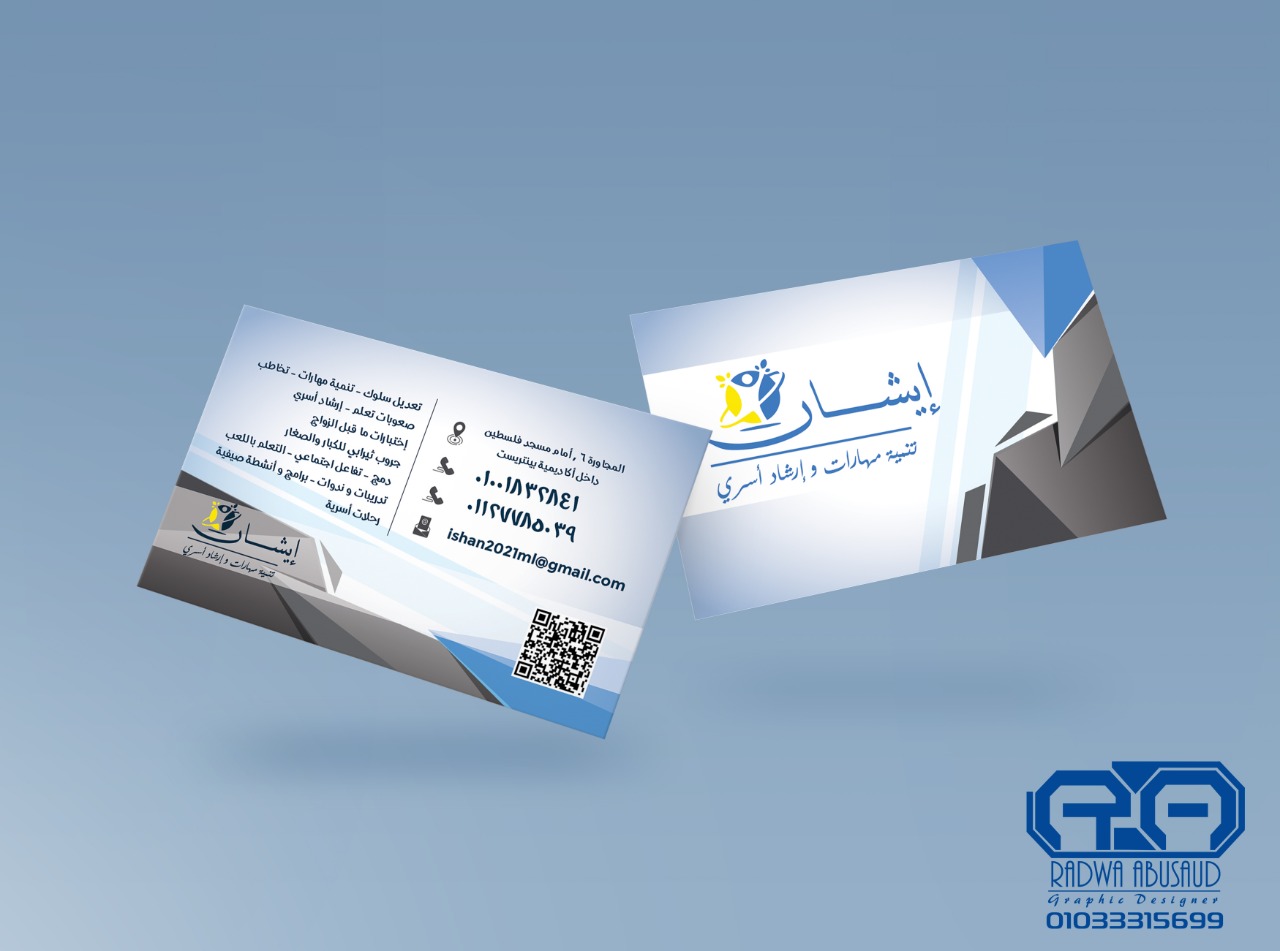 إيشان
تنمية مهارات و إرشاد أسري
تعديل سلوك - تنمية مهارات - تخاطب
صعوبات تعلم - إرشاد أسري
إختبارات ما قبل الزواج
جروب ثيرابي للكبار والصغار
دمج - تفاعل اجتماعي - التعلم باللعب
تدريبات و ندوات - برامج و أنشطة صيفية
رحلات أسرية
المجاورة ٦ , أمام مسجد فلسطين
داخل أكاديمية بينتريست
٠١٠٠١٨٣٢٨٤١
٠١١٢٧٧٨٥٠٣٩
ishan2021ml@gmail.com
إيشان
تنمية مهارات و إرشاد أسري
RA
RADWA ABUSAUD
Graphic Designer
01033315699